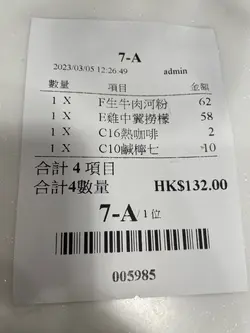 7-A
2023/03/05 12:26:49 admin
數量 項目 金額
1 X F生牛肉河粉 62
1 X E雞中翼撈檬 58
1 X C16熱咖啡 2
1 X C10鹹檸七 10
合計 4 項目
合計4數量 HK$132.00
7-A/1位
005985